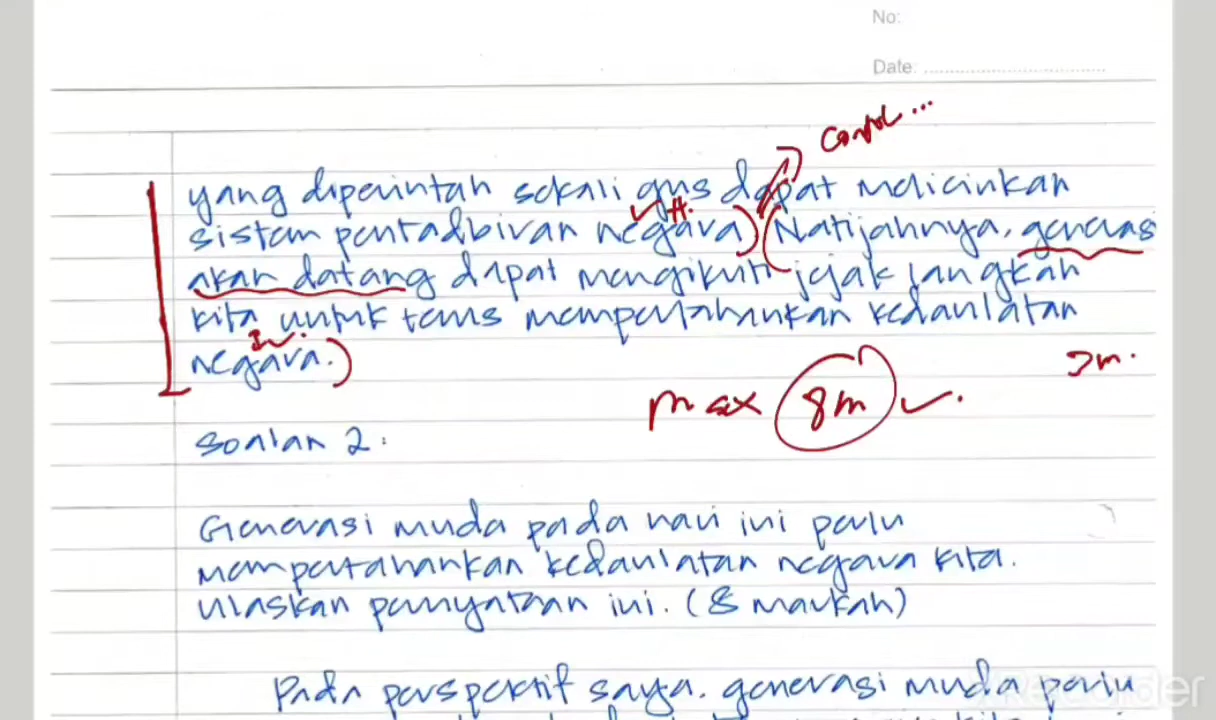 No:
Date:
Contoh ...
yang diperintah sekali gus dapat melicinkan
H.
sistem pentadbiran negara) (Natijahnya, generasi
akan datang dapat mengikuti jejak langkah
kita untuk terus mempertahankan kedaulatan
negara.)
max 8m
Soalan 2:
Generasi muda pada hari ini perlu
mempertahankan kedaulatan negara kita.
Ulaskan pernyataan ini. (8 markah)
Pada perspektif saya, generasi muda perlu